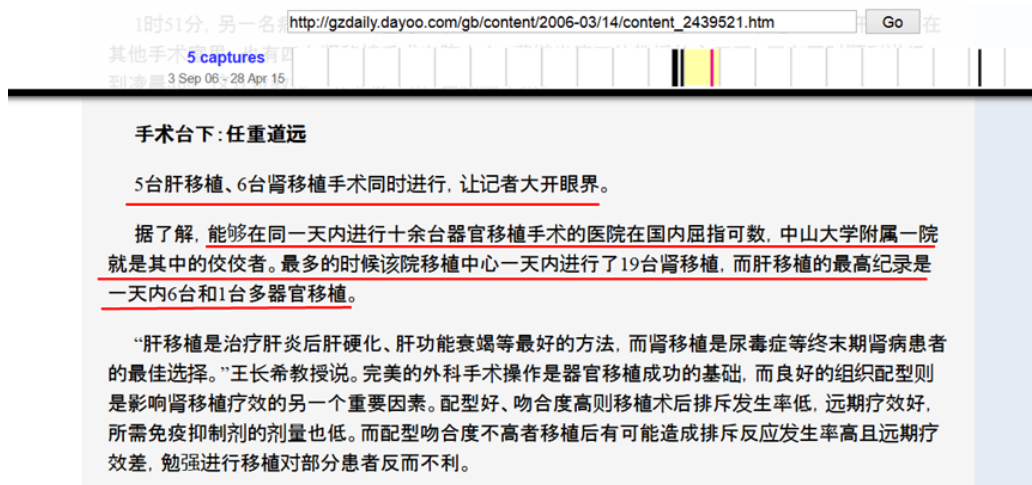 http://gzdaily.dayoo.com/gb/content/2006-03/14/content_2439521.htm
Go
1时51分，另一名
在
5 captures
3 Sep 06 - 28 Apr 15
手术台下：任重道远
5台肝移植、6台肾移植手术同时进行，让记者大开眼界。
据了解，能够在同一天内进行十余台器官移植手术的医院在国内屈指可数，中山大学附属一院
就是其中的佼佼者。最多的时候该院移植中心一天内进行了19台肾移植，而肝移植的最高纪录是
一天内6台和1台多器官移植。
“肝移植是治疗肝炎后肝硬化、肝功能衰竭等最好的方法，而肾移植是尿毒症等终末期肾病患者
的最佳选择。”王长希教授说。完美的外科手术操作是器官移植成功的基础，而良好的组织配型则
是影响肾移植疗效的另一个重要因素。配型好、吻合度高则移植术后排斥发生率低，远期疗效好，
所需免疫抑制剂的剂量也低。而配型吻合度不高者移植后有可能造成排斥反应发生率高且远期疗
效差，勉强进行移植对部分患者反而不利。